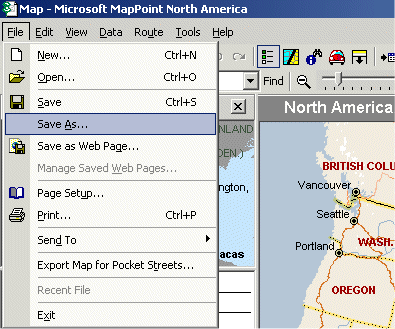 Map - Microsoft MapPoint North America
File Edit View Data Route Tools Help
New... Ctrl+N
Open... Ctrl+O
Save Ctrl+S
Save As...
Save as Web Page...
Manage Saved Web Pages...
Page Setup...
Print... Ctrl+P
Send To
Export Map for Pocket Streets...
Recent File
Exit
Find
North America
NLAND
DEN.)
ngton,
acas
BRITISH COLU
Vancouver
Seattle
WASH.
Portland
OREGON